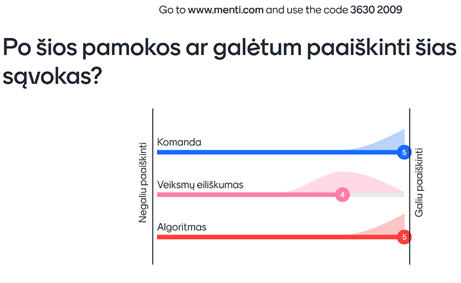 Go to www.menti.com and use the code 3630 2009
Po šios pamokos ar galėtum paaiškinti šias
sąvokas?
Negaliu paaiškinti
Komanda
5
Veiksmų eiliškumas
4
Algoritmas
5
Galiu paaiškinti